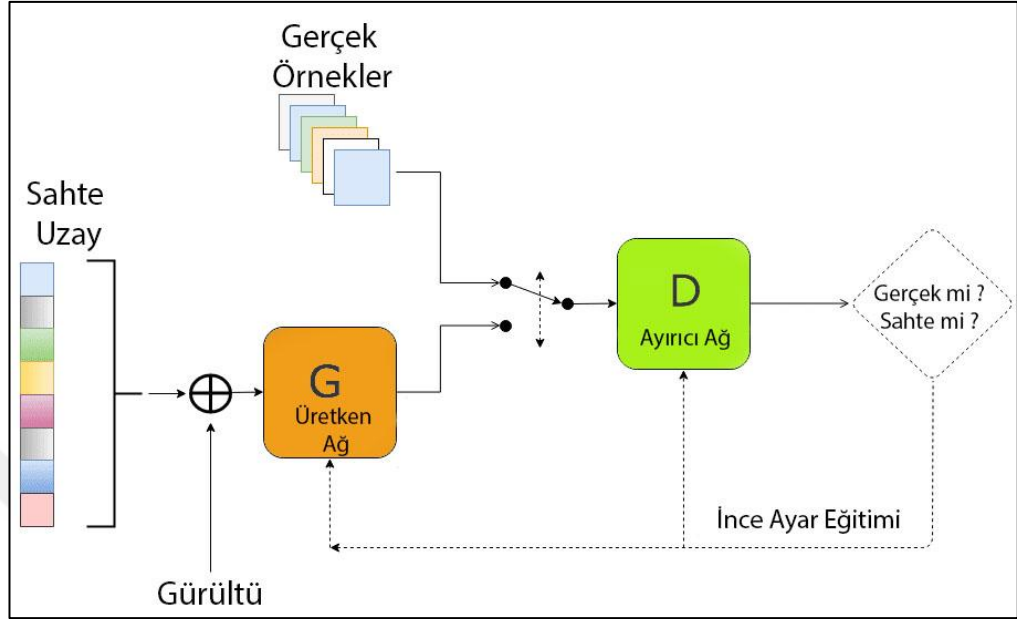 Gerçek
Örnekler
Sahte
Uzay
G
Üretken
Ağ
D
Ayırıcı Ağ
Gerçek mi ?
Sahte mi ?
İnce Ayar Eğitimi
Gürültü